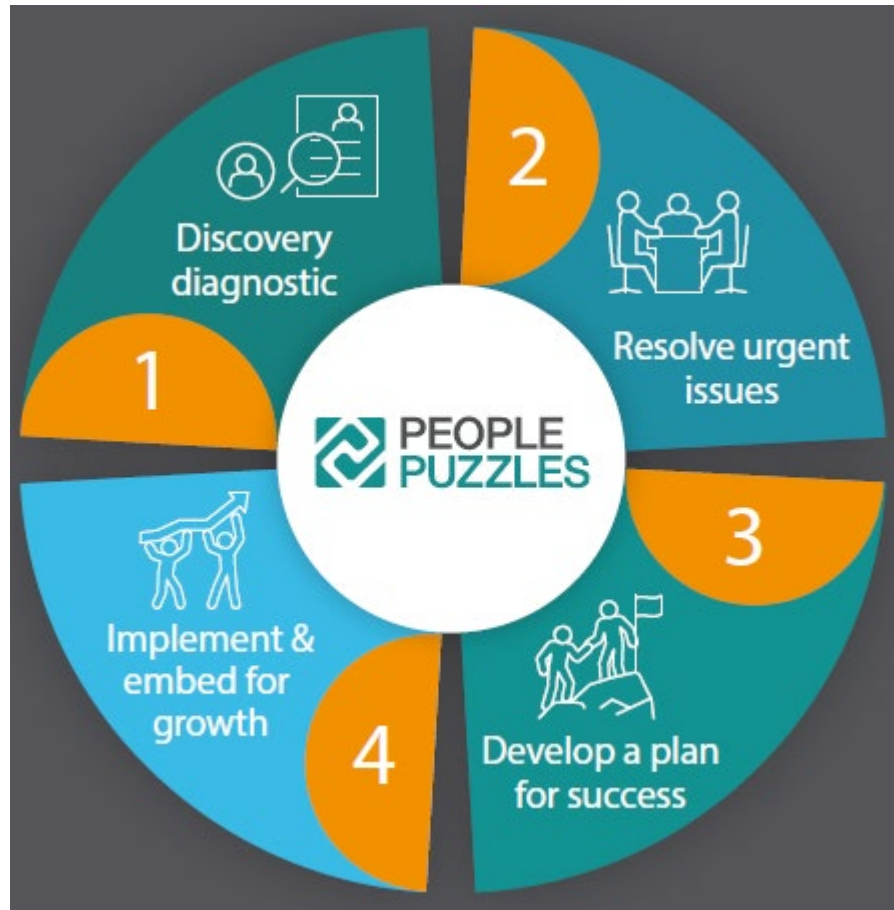 1
Discovery
diagnostic
2
Resolve urgent
issues
3
Develop a plan
for success
4
Implement &
embed for
growth
PEOPLE
PUZZLES